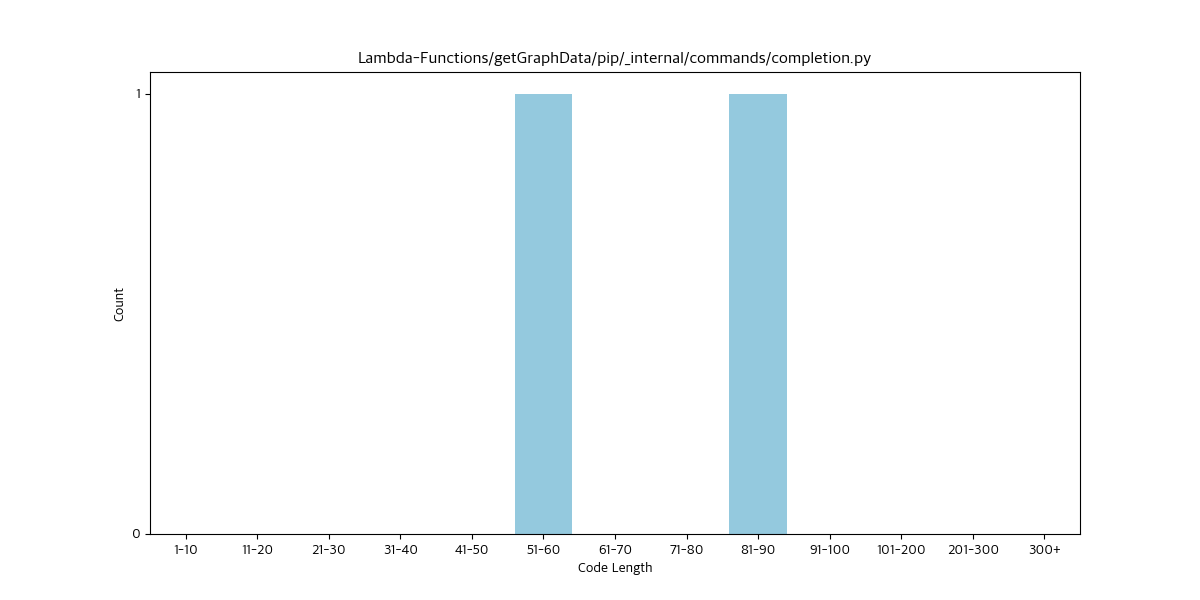 Lambda-Functions/getGraphData/pip/_internal/commands/completion.py
1
Count
0
1-10 11-20 21-30 31-40 41-50 51-60 61-70 71-80 81-90 91-100 101-200 201-300 300+
Code Length